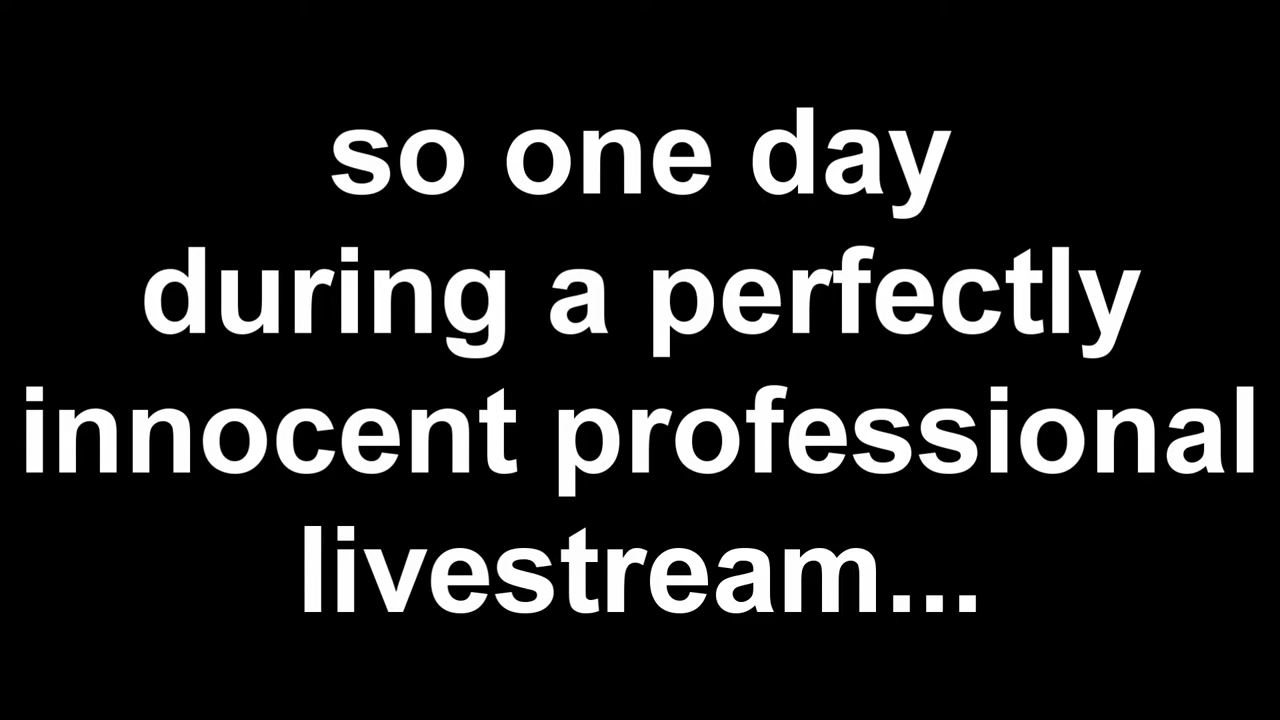 so one day
during a perfectly
innocent professional
livestream...